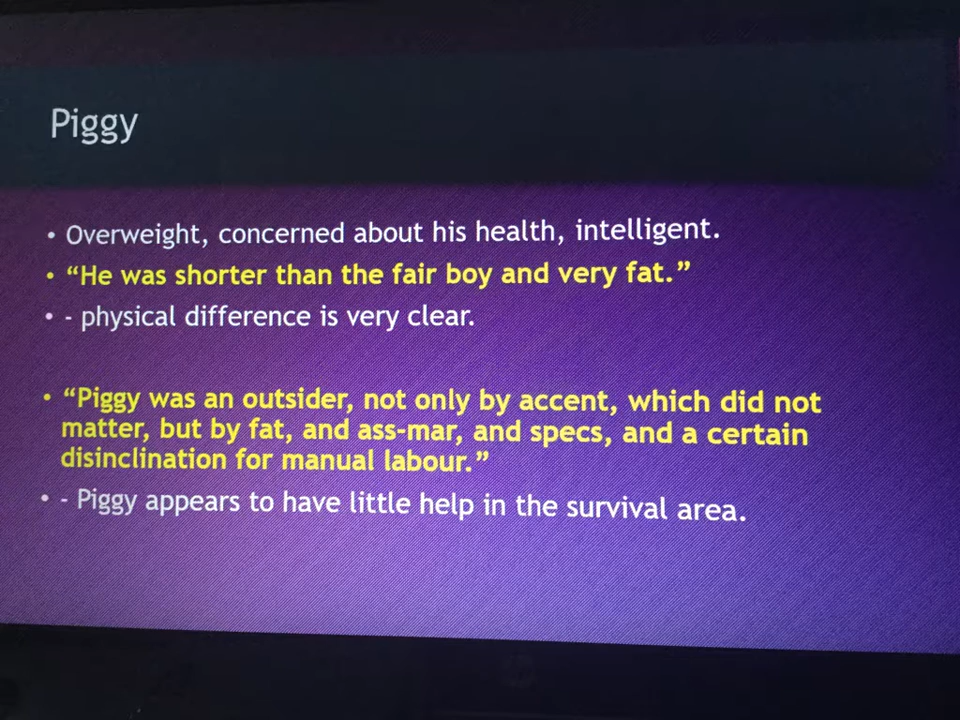 Piggy
• Overweight, concerned about his health, intelligent.
• “He was shorter than the fair boy and very fat.”
• - physical difference is very clear.
• “Piggy was an outsider, not only by accent, which did not
matter, but by fat, and ass-mar, and specs, and a certain
disinclination for manual labour.”
• - Piggy appears to have little help in the survival area.